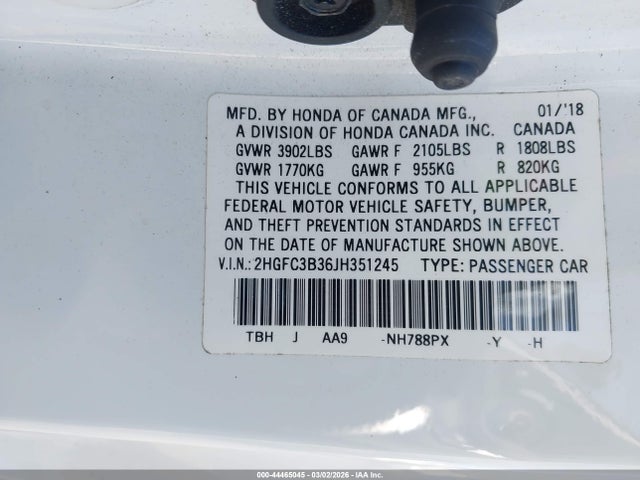 MFD. BY HONDA OF CANADA MFG., 01/'18
A DIVISION OF HONDA CANADA INC. CANADA
GVWR 3902LBS GAWR F 2105LBS R 1808LBS
GVWR 1770KG GAWR F 955KG R 820KG
THIS VEHICLE CONFORMS TO ALL APPLICABLE
FEDERAL MOTOR VEHICLE SAFETY, BUMPER,
AND THEFT PREVENTION STANDARDS IN EFFECT
ON THE DATE OF MANUFACTURE SHOWN ABOVE.
V.I.N.: 2HGFC3B36JH351245 TYPE: PASSENGER CAR
TBH J AA9 -NH788PX -Y -H
000-44465045 | 03/02/2026 - IAA Inc.